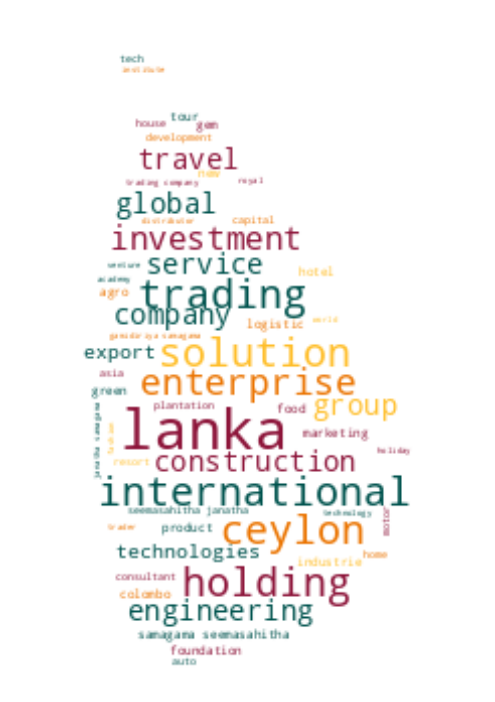 tech
institute
tour
house gem
development
travel
new
trading company royal
global
distributor capital
investment
service
venture
hotel
academy
agro trading
company
logistic world
gamidiriya samagama
export solution
asia enterprise
green
plantation food group
janatha samagama
lanka marketing
holiday
resort construction
international
seemasahitha janatha technology
motor
trader product ceylon
technologies home
industrie
consultant holding
colombo
engineering
samagama seemasahitha
foundation
auto